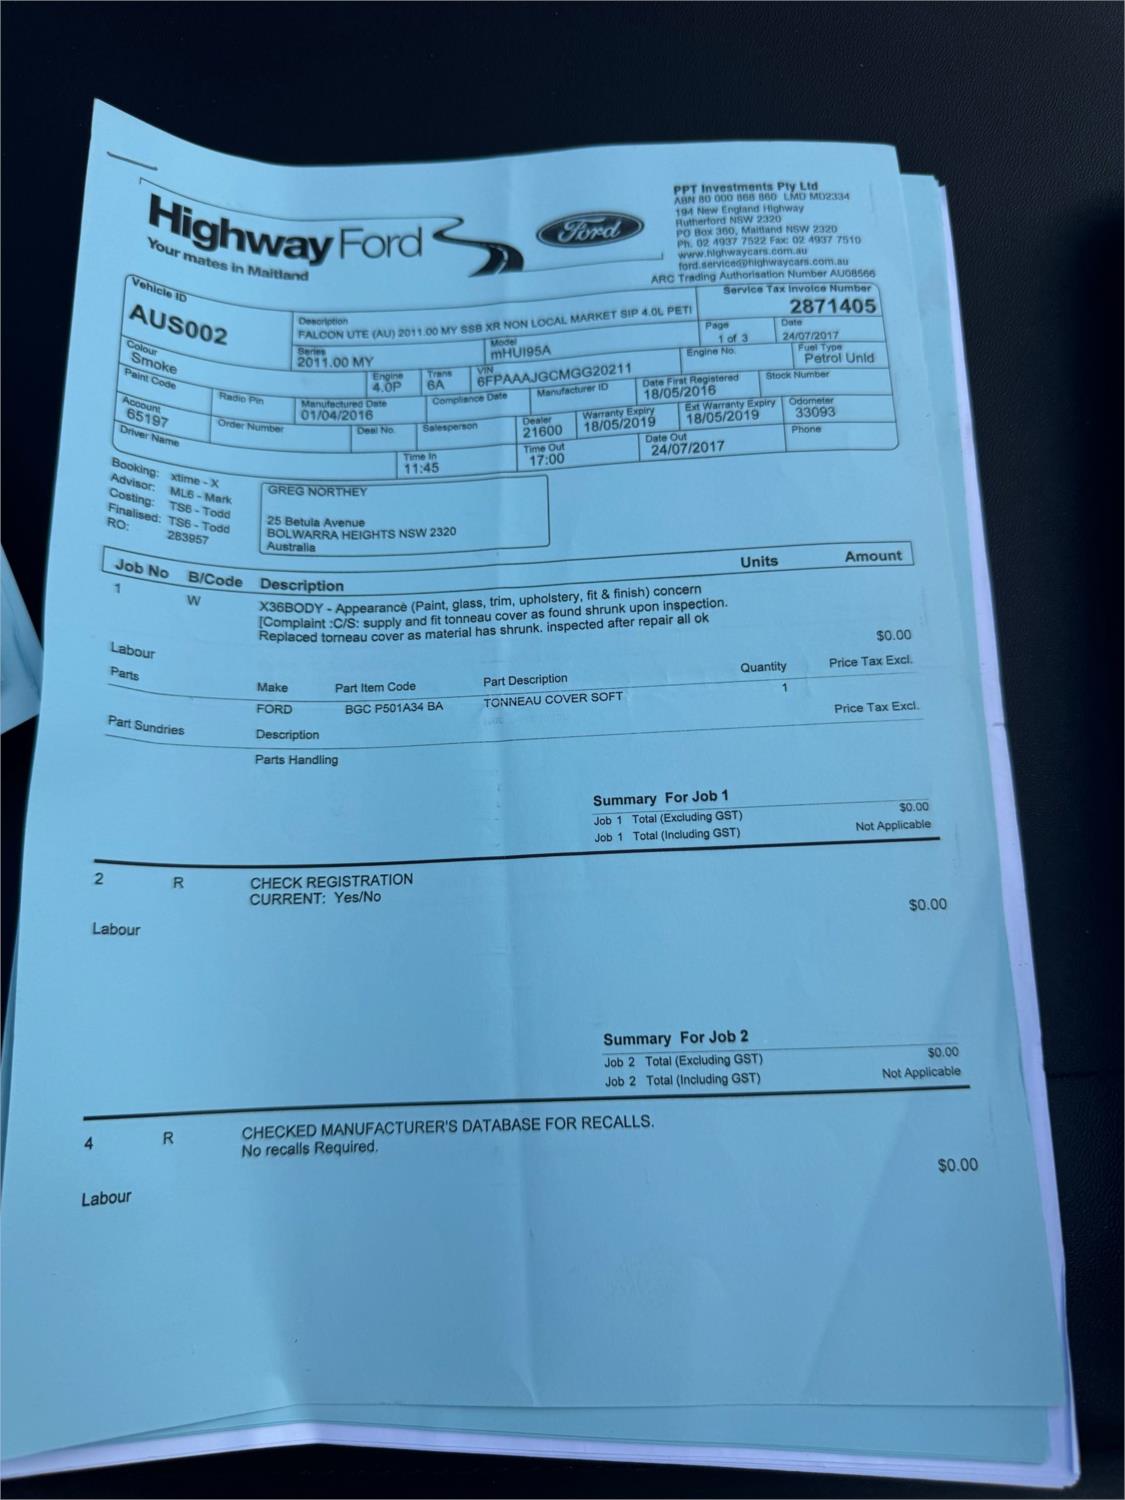 Highway Ford
Your mates in Maitland
Ford
PPT Investments Pty Ltd
ABN 80 000 868 860 LMD MD2334
194 New England Highway
Rutherford NSW 2320
PO Box 360, Maitland NSW 2320
Ph. 02 4937 7522 Fax: 02 4937 7510
www.highwaycars.com.au
ford.service@highwaycars.com.au
ARC Trading Authorisation Number AU08566
Vehicle ID
AUS002
Description
FALCON UTE (AU) 2011.00 MY SSB XR NON LOCAL MARKET SIP 4.0L PETI
Service Tax Invoice Number
2871405
Series
2011.00 MY
Model
mHUI95A
Page
1 of 3
Date
24/07/2017
Colour
Smoke
Engine
4.0P
Trans
6A
VIN
6FPAAAJGCMGG20211
Engine No.
Fuel Type
Petrol Unld
Paint Code
Radio Pin
Manufactured Date
01/04/2016
Compliance Date
Manufacturer ID
Date First Registered
18/05/2016
Stock Number
Account
65197
Order Number
Deal No.
Salesperson
Dealer
21600
Warranty Expiry
18/05/2019
Ext Warranty Expiry
18/05/2019
Odometer
33093
Driver Name
Time In
11:45
Time Out
17:00
Date Out
24/07/2017
Phone
Booking: xtime - X
Advisor: ML6 - Mark
Costing: TS6 - Todd
Finalised: TS6 - Todd
RO: 283957
GREG NORTHEY
25 Betula Avenue
BOLWARRA HEIGHTS NSW 2320
Australia
Job No B/Code Description Units Amount
1 W X36BODY - Appearance (Paint, glass, trim, upholstery, fit & finish) concern
[Complaint :C/S: supply and fit tonneau cover as found shrunk upon inspection.
Replaced torneau cover as material has shrunk. inspected after repair all ok
Labour $0.00
Parts Make Part Item Code Part Description Quantity Price Tax Excl.
FORD BGC P501A34 BA TONNEAU COVER SOFT 1
Part Sundries Description Price Tax Excl.
Parts Handling
Summary For Job 1
Job 1 Total (Excluding GST) $0.00
Job 1 Total (Including GST) Not Applicable
2 R CHECK REGISTRATION
CURRENT: Yes/No
Labour $0.00
Summary For Job 2
Job 2 Total (Excluding GST) $0.00
Job 2 Total (Including GST) Not Applicable
4 R CHECKED MANUFACTURER'S DATABASE FOR RECALLS.
No recalls Required.
Labour $0.00